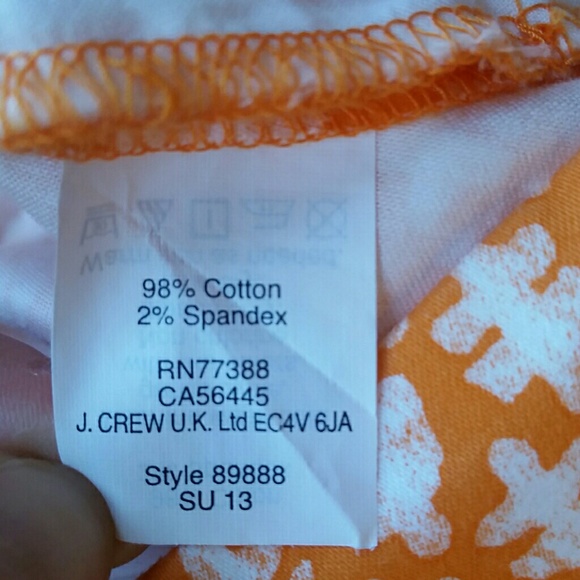 98% Cotton
2% Spandex
RN77388
CA56445
J. CREW U.K. Ltd EC4V 6JA
Style 89888
SU 13